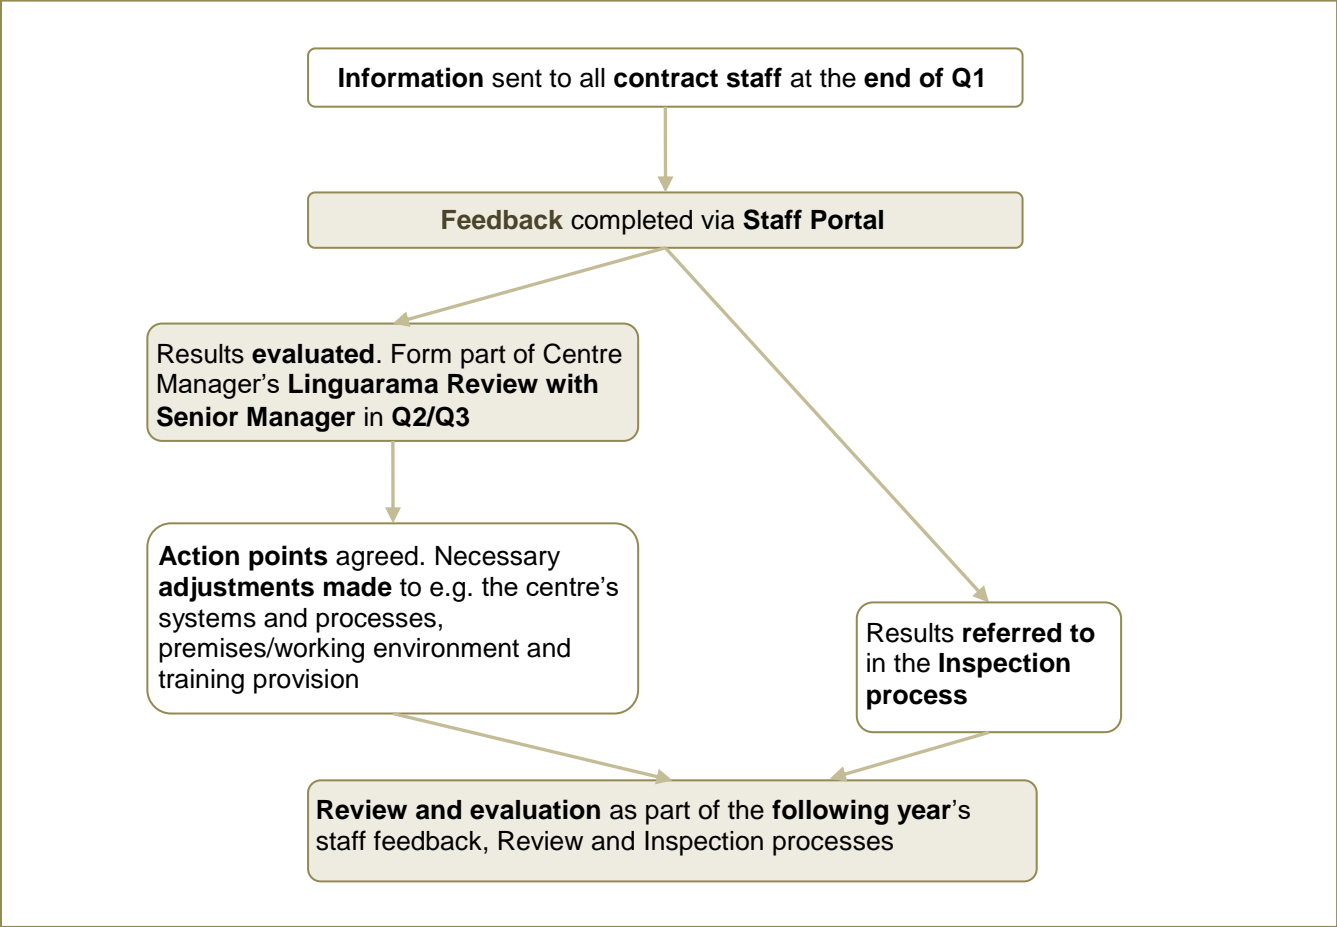 Information sent to all contract staff at the end of Q1
Feedback completed via Staff Portal
Results evaluated. Form part of Centre
Manager’s Linguarama Review with
Senior Manager in Q2/Q3
Action points agreed. Necessary
adjustments made to e.g. the centre’s
systems and processes,
premises/working environment and
training provision
Results referred to
in the Inspection
process
Review and evaluation as part of the following year’s
staff feedback, Review and Inspection processes